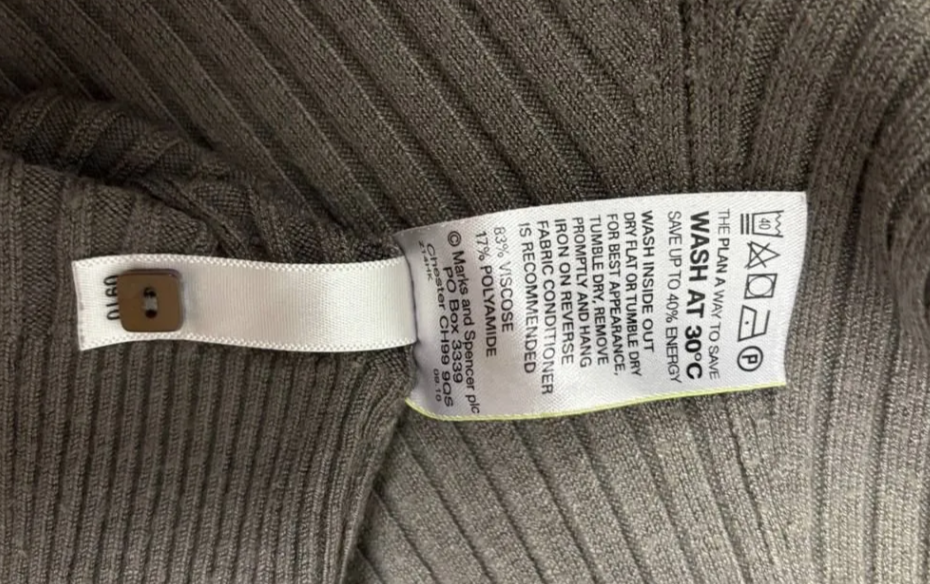 40
P
THE PLAN A WAY TO SAVE
WASH AT 30°C
SAVE UP TO 40% ENERGY
WASH INSIDE OUT
DRY FLAT OR TUMBLE DRY
FOR BEST APPEARANCE,
TUMBLE DRY, REMOVE
PROMPTLY AND HANG
IRON ON REVERSE
FABRIC CONDITIONER
IS RECOMMENDED
83% VISCOSE
17% POLYAMIDE
© Marks and Spencer plc
PO Box 3339
Chester CH99 9QS